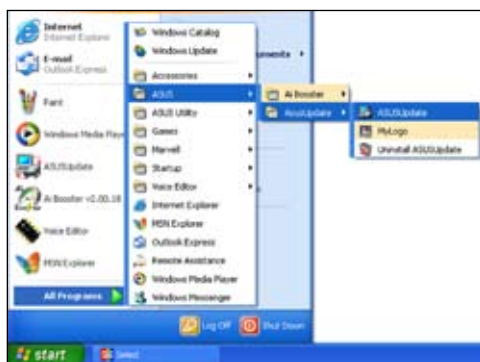 Internet
Internet Explorer
E-mail
Outlook Express
Paint
Windows Media Player
ASUSUpdate
Ai Booster v2.00.18
Voice Editor
MSN Explorer
All Programs
Windows Catalog
Windows Update
Accessories
ASUS
ASUS Utility
Games
Marvell
Startup
Voice Editor
Internet Explorer
MSN Explorer
Outlook Express
Remote Assistance
Windows Media Player
Windows Messenger
uments
Ai Booster
AsusUpdate
ASUSUpdate
MyLogo
Uninstall ASUSUpdate
Log Off
Shut Down
start